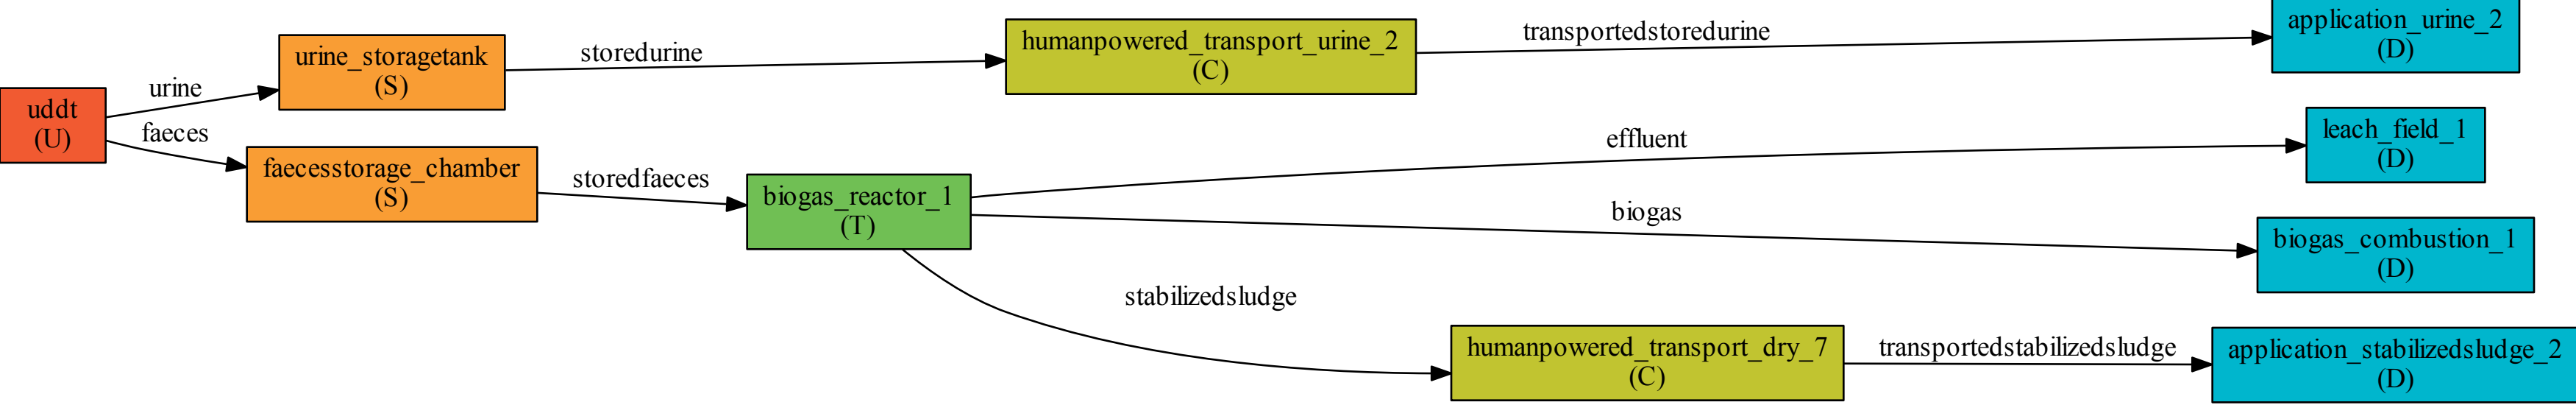 uddt
(U)
urine
faeces
urine_storagetank
(S)
faecesstorage_chamber
(S)
storedurine
storedfaeces
biogas_reactor_1
(T)
humanpowered_transport_urine_2
(C)
transportedstoredurine
effluent
biogas
stabilizedsludge
humanpowered_transport_dry_7
(C)
transportedstabilizedsludge
application_urine_2
(D)
leach_field_1
(D)
biogas_combustion_1
(D)
application_stabilizedsludge_2
(D)